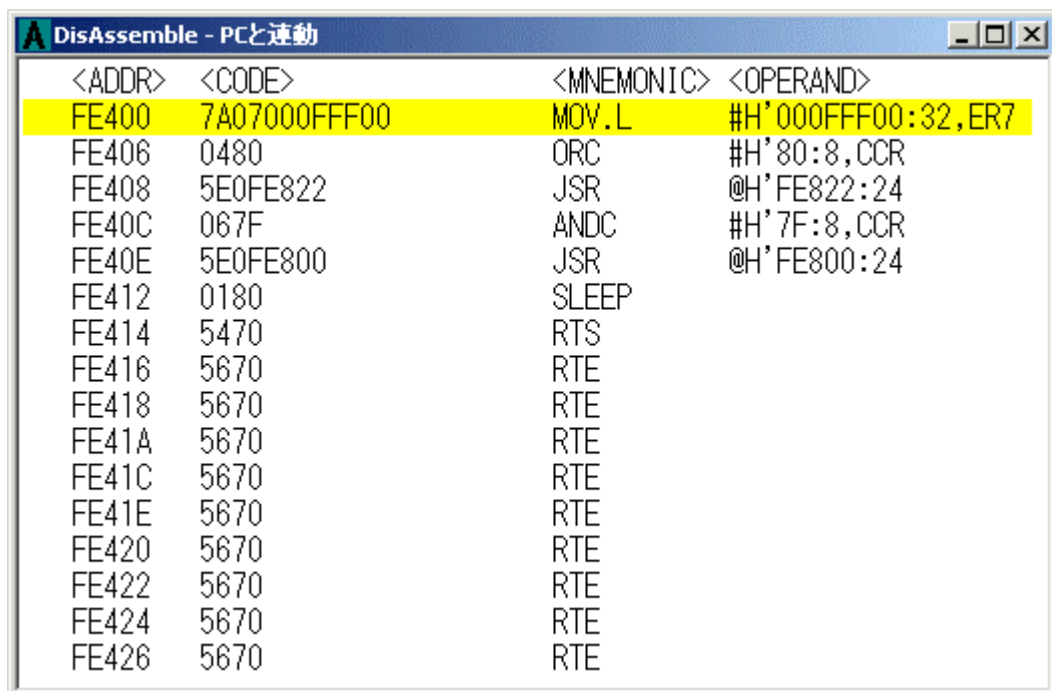 DisAssemble - PCと連動
<ADDR> <CODE> <MNEMONIC> <OPERAND>
FE400 7A07000FFF00 MOV.L #H'000FFF00:32,ER7
FE406 0480 ORC #H'80:8,CCR
FE408 5E0FE822 JSR @H'FE822:24
FE40C 067F ANDC #H'7F:8,CCR
FE40E 5E0FE800 JSR @H'FE800:24
FE412 0180 SLEEP
FE414 5470 RTS
FE416 5670 RTE
FE418 5670 RTE
FE41A 5670 RTE
FE41C 5670 RTE
FE41E 5670 RTE
FE420 5670 RTE
FE422 5670 RTE
FE424 5670 RTE
FE426 5670 RTE